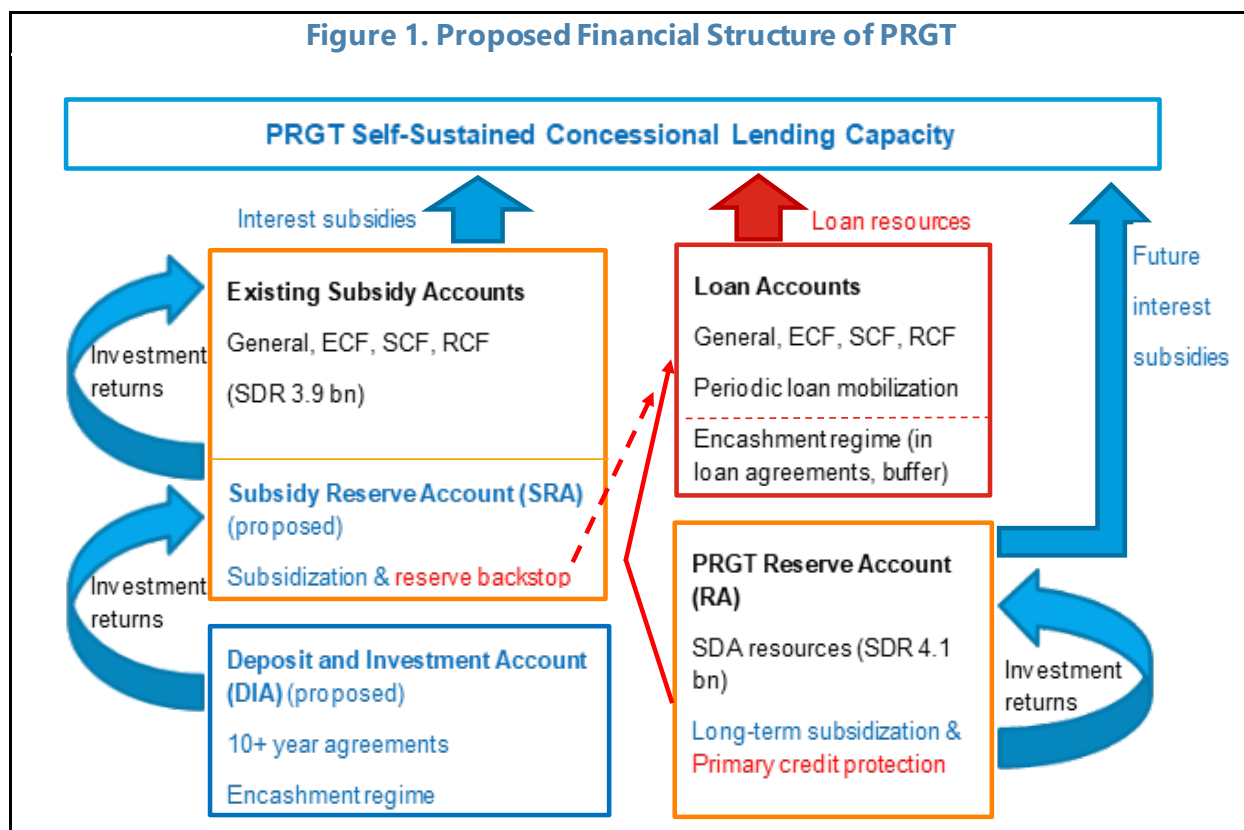 Figure 1. Proposed Financial Structure of PRGT
PRGT Self-Sustained Concessional Lending Capacity
Interest subsidies
Loan resources
Future
interest
subsidies
Investment
returns
Existing Subsidy Accounts
General, ECF, SCF, RCF
(SDR 3.9 bn)
Subsidy Reserve Account (SRA)
(proposed)
Subsidization & reserve backstop
Investment
returns
Deposit and Investment Account
(DIA) (proposed)
10+ year agreements
Encashment regime
Loan Accounts
General, ECF, SCF, RCF
Periodic loan mobilization
Encashment regime (in
loan agreements, buffer)
PRGT Reserve Account
(RA)
SDA resources (SDR 4.1
bn)
Long-term subsidization &
Primary credit protection
Investment
returns